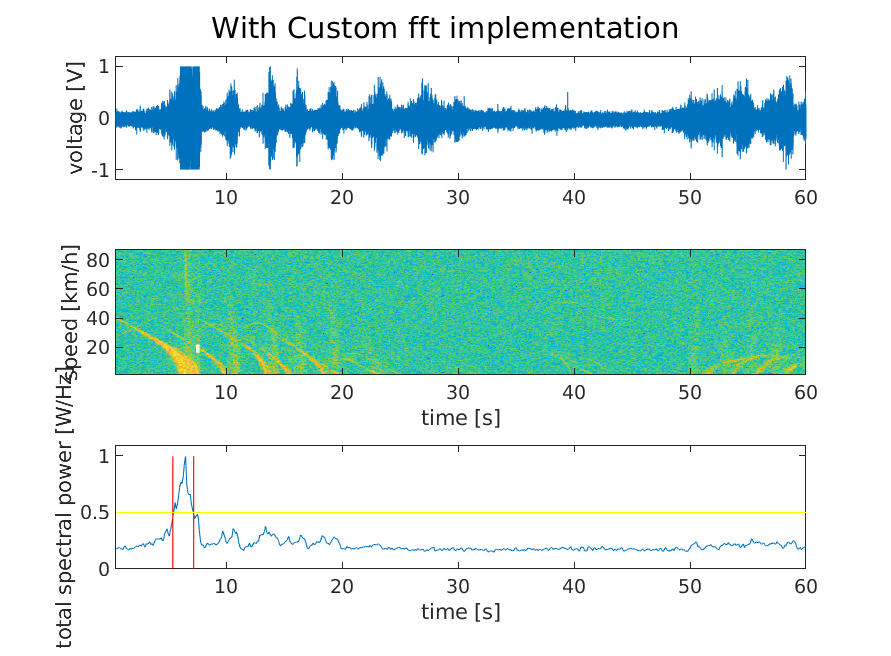 With Custom fft implementation
voltage [V]
1
0
-1
10 20 30 40 50 60
speed [km/h]
80
60
40
20
10 20 30 40 50 60
time [s]
total spectral power [W/Hz]
1
0.5
0
10 20 30 40 50 60
time [s]